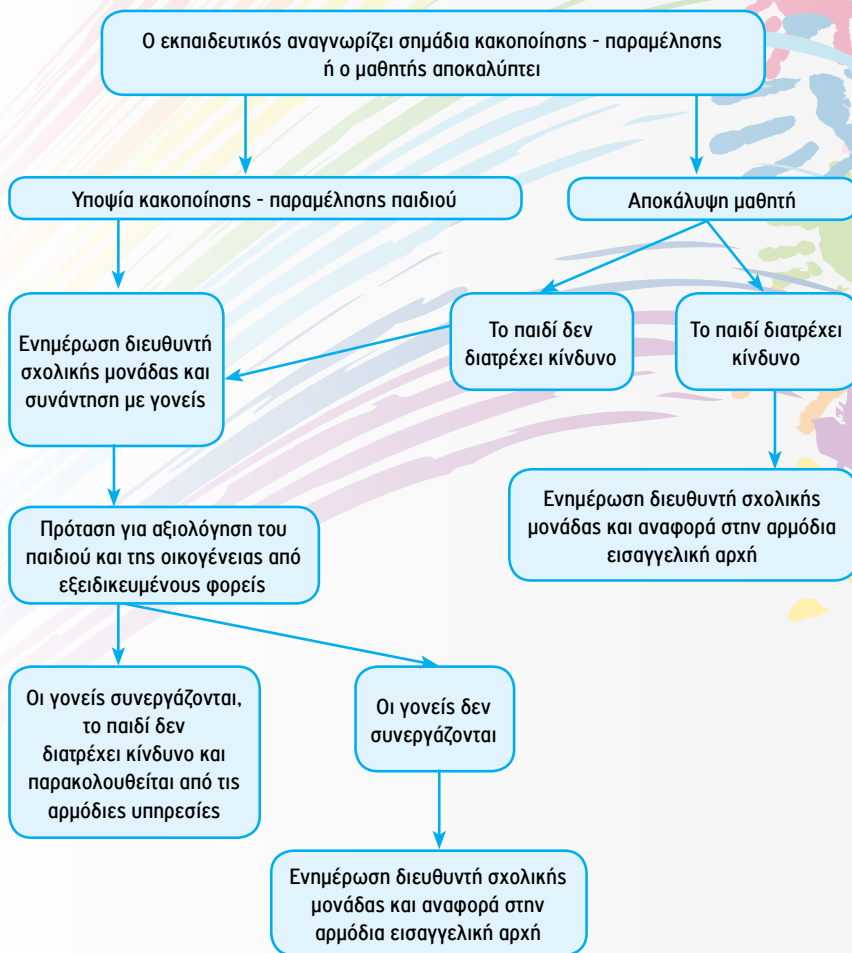 Ο εκπαιδευτικός αναγνωρίζει σημάδια κακοποίησης - παραμέλησης
ή ο μαθητής αποκαλύπτει
Υποψία κακοποίησης - παραμέλησης παιδιού
Αποκάλυψη μαθητή
Ενημέρωση διευθυντή
σχολικής μονάδας και
συνάντηση με γονείς
Το παιδί δεν
διατρέχει κίνδυνο
Το παιδί διατρέχει
κίνδυνο
Ενημέρωση διευθυντή σχολικής
μονάδας και αναφορά στην αρμόδια
εισαγγελική αρχή
Πρόταση για αξιολόγηση του
παιδιού και της οικογένειας από
εξειδικευμένους φορείς
Οι γονείς συνεργάζονται,
το παιδί δεν
διατρέχει κίνδυνο και
παρακολουθείται από τις
αρμόδιες υπηρεσίες
Οι γονείς δεν
συνεργάζονται
Ενημέρωση διευθυντή σχολικής
μονάδας και αναφορά στην
αρμόδια εισαγγελική αρχή